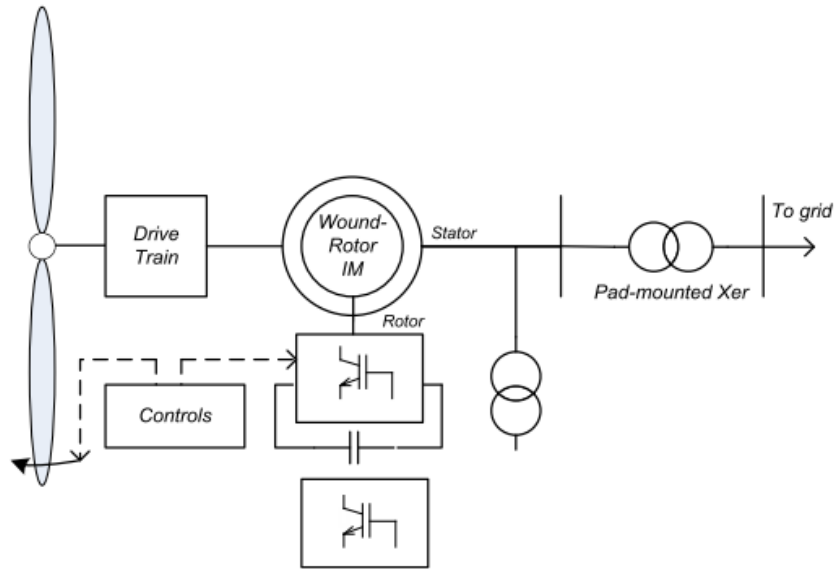 Drive
Train
Wound-
Rotor
IM
Stator
To grid
Pad-mounted Xer
Rotor
Controls